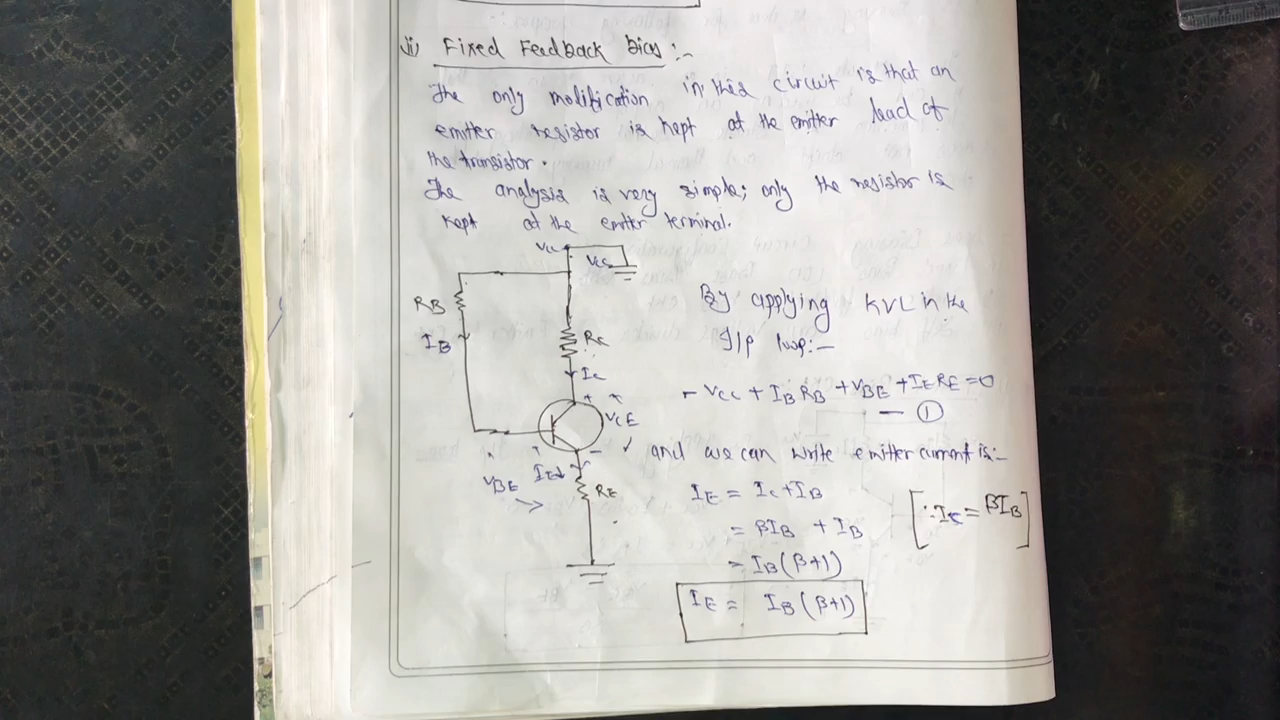 ii) Fixed Feedback Bias :-
The only modification in this circuit is that an
emitter resistor is kept at the emitter lead of
the transistor.
The analysis is very simple; only the resistor is
kept at the emitter terminal.
Vcc
Vcc
RB
IB
Rc
Ic
+
VCE
+
-
VBE
IE
RE
By applying KVL in the
I/p loop:-
- Vcc + IB RB + VBE + IE RE = 0
— ①
and we can write emitter current is:-
IE = Ic + IB
[∵ Ic = βIB]
= βIB + IB
= IB (β+1)
IE = IB (β+1)